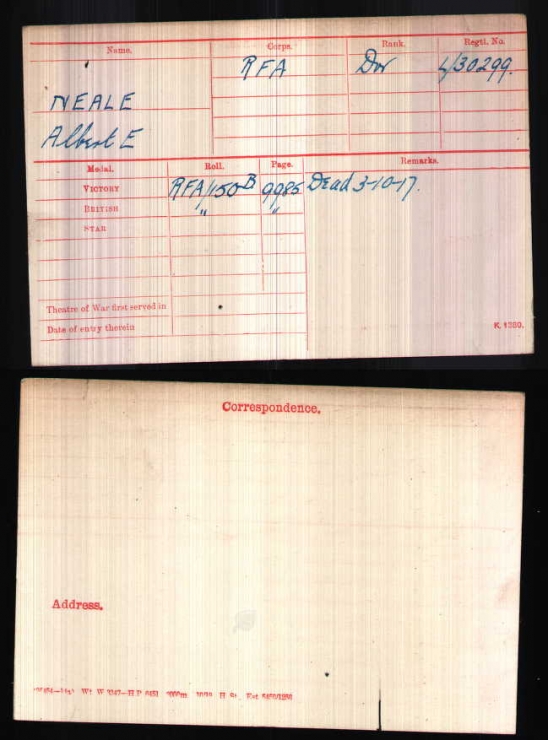 Name.
Corps.
Rank.
Regtl. No.
RFA
Dvr
L/30299.
NEALE
Albert E
Medal.
Roll.
Page.
Remarks.
VICTORY
RFA/150 B
9985
Dead 3-10-17.
BRITISH
"
"
STAR
Theatre of War first served in
Date of entry therein
K. 1380.
Correspondence.
Address.